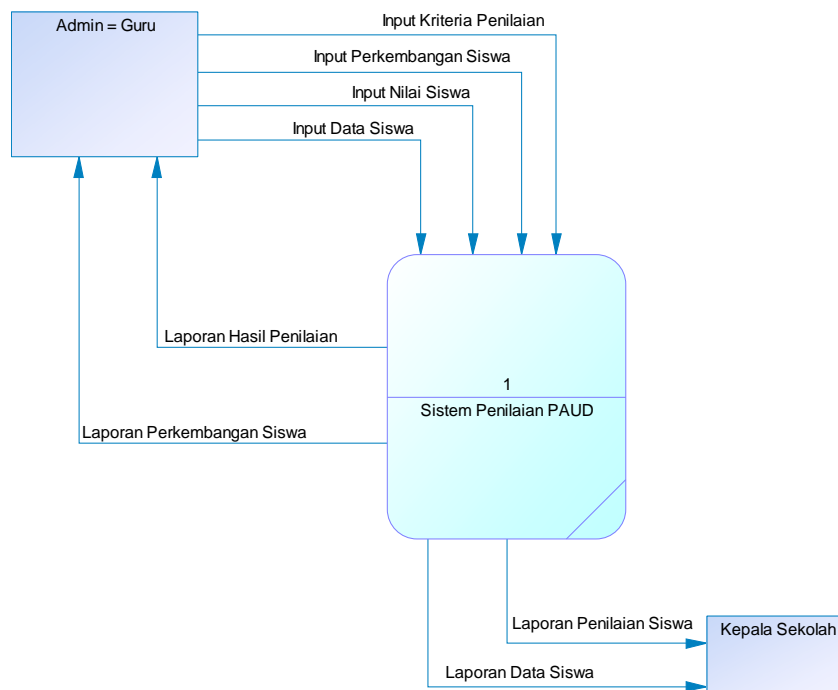 Admin = Guru
Input Kriteria Penilaian
Input Perkembangan Siswa
Input Nilai Siswa
Input Data Siswa
Laporan Hasil Penilaian
1
Sistem Penilaian PAUD
Laporan Perkembangan Siswa
Laporan Penilaian Siswa
Kepala Sekolah
Laporan Data Siswa